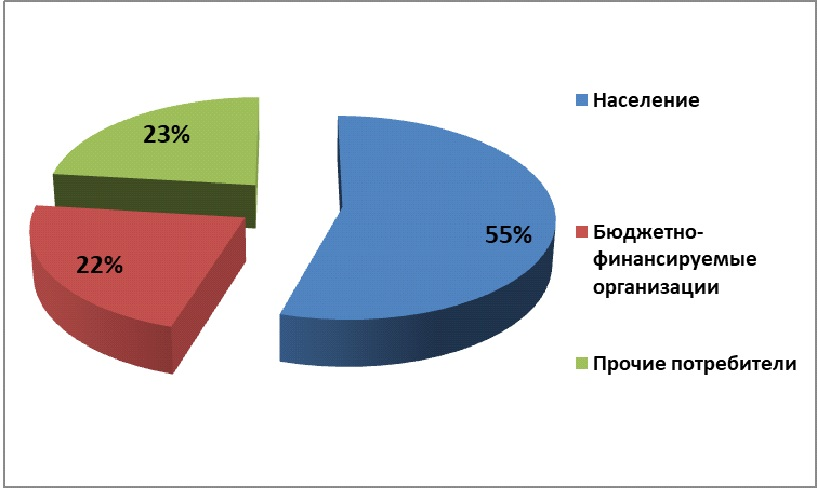 23%
55%
22%
Население
Бюджетно-
финансируемые
организации
Прочие потребители